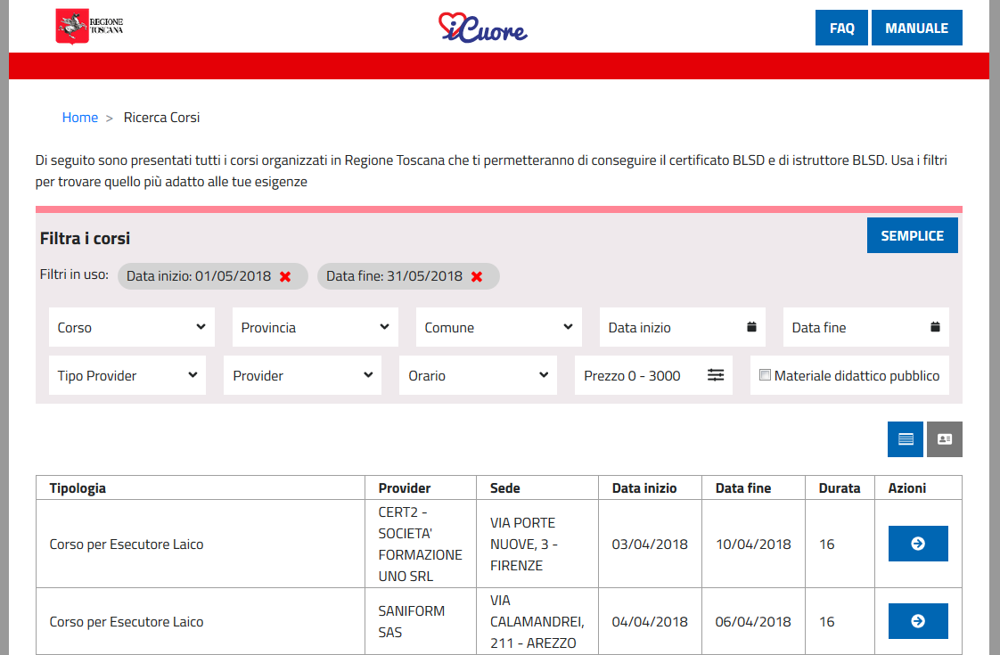 REGIONE
TOSCANA
iCuore
FAQ
MANUALE
Home > Ricerca Corsi
Di seguito sono presentati tutti i corsi organizzati in Regione Toscana che ti permetteranno di conseguire il certificato BLSD e di istruttore BLSD. Usa i filtri
per trovare quello più adatto alle tue esigenze
Filtra i corsi
SEMPLICE
Filtri in uso: Data inizio: 01/05/2018 Data fine: 31/05/2018
Corso Provincia Comune Data inizio Data fine
Tipo Provider Provider Orario Prezzo 0 - 3000 Materiale didattico pubblico
Tipologia Provider Sede Data inizio Data fine Durata Azioni
Corso per Esecutore Laico
CERT2 -
SOCIETA'
FORMAZIONE
UNO SRL
VIA PORTE
NUOVE, 3 -
FIRENZE
03/04/2018
10/04/2018
16
Corso per Esecutore Laico
SANIFORM
SAS
VIA
CALAMANDREI,
211 - AREZZO
04/04/2018
06/04/2018
16